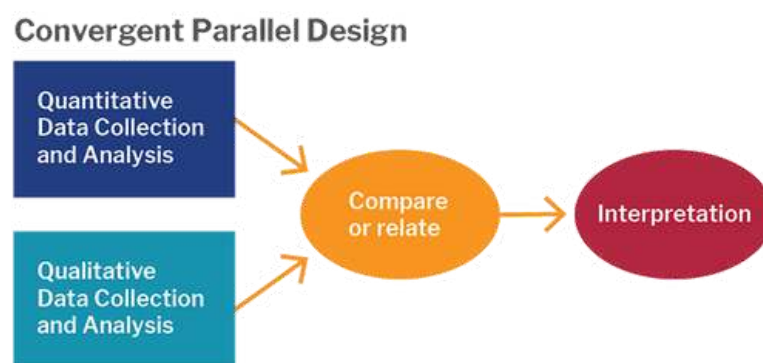 Convergent Parallel Design
Quantitative
Data Collection
and Analysis
Compare
or relate
Interpretation
Qualitative
Data Collection
and Analysis